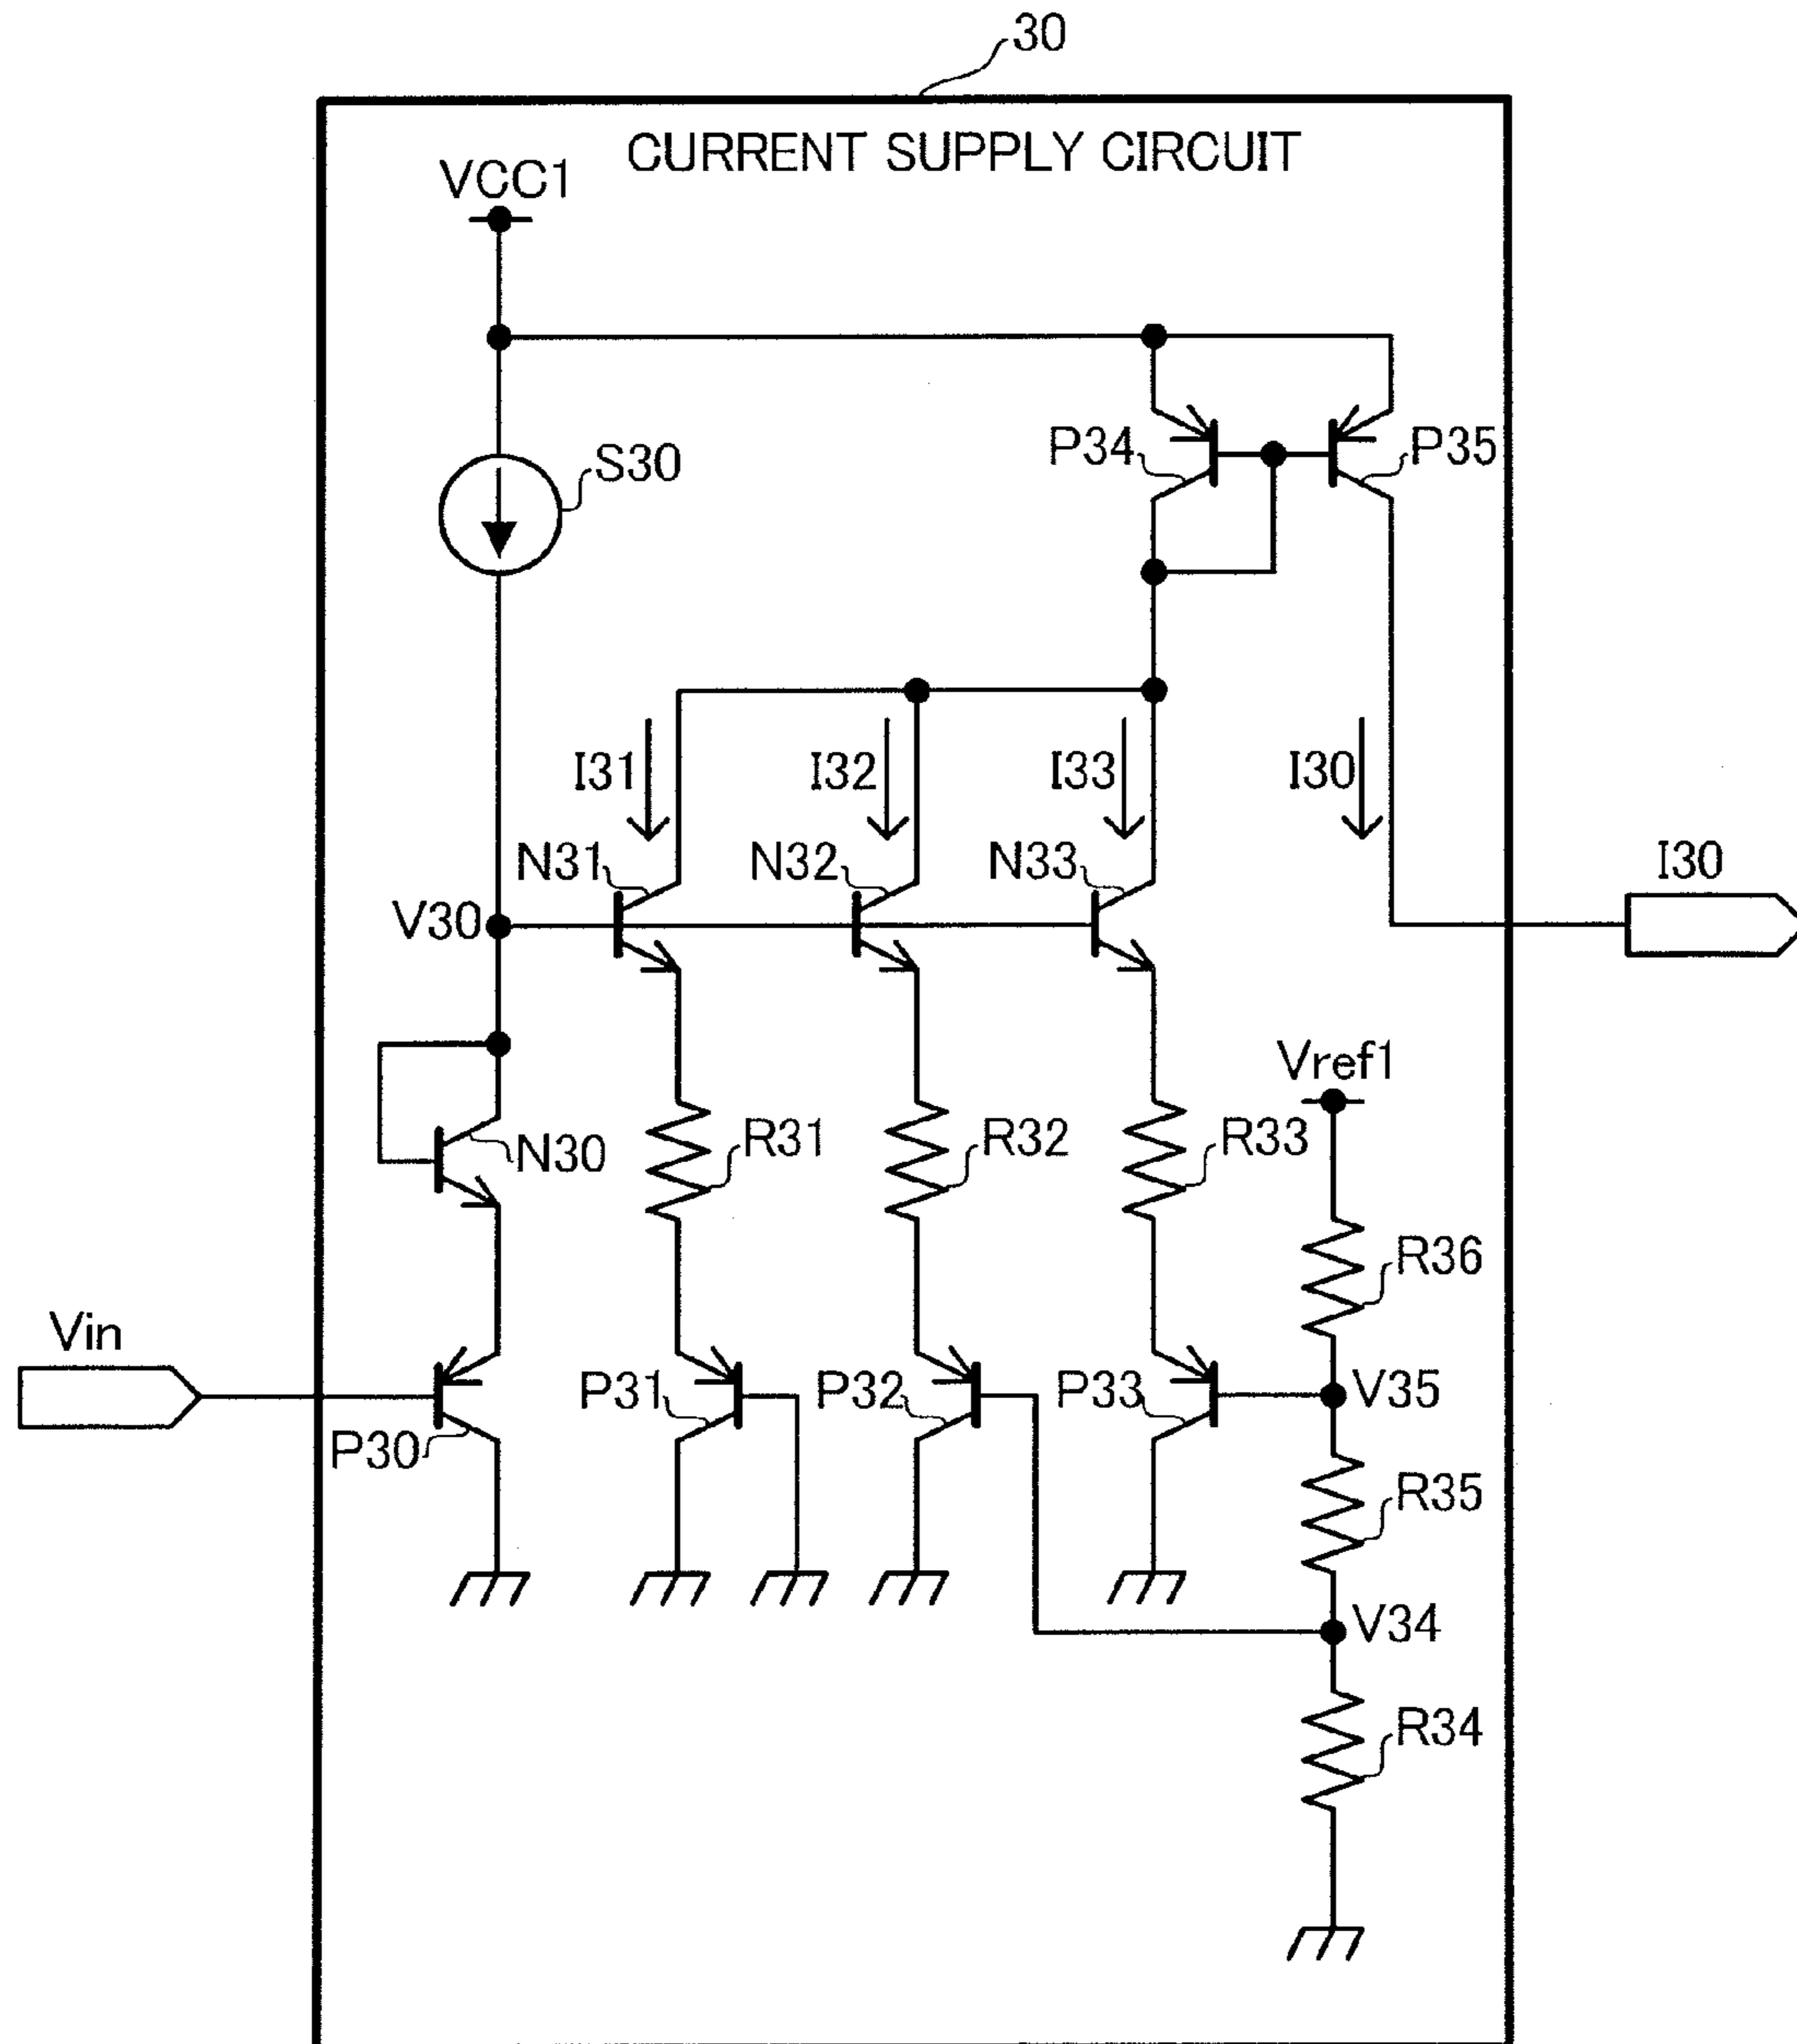 30
CURRENT SUPPLY CIRCUIT
VCC1
S30
P34
P35
I31
I32
I33
I30
N31
N32
N33
I30
V30
Vref1
N30
R31
R32
R33
R36
Vin
P30
P31
P32
P33
V35
R35
V34
R34